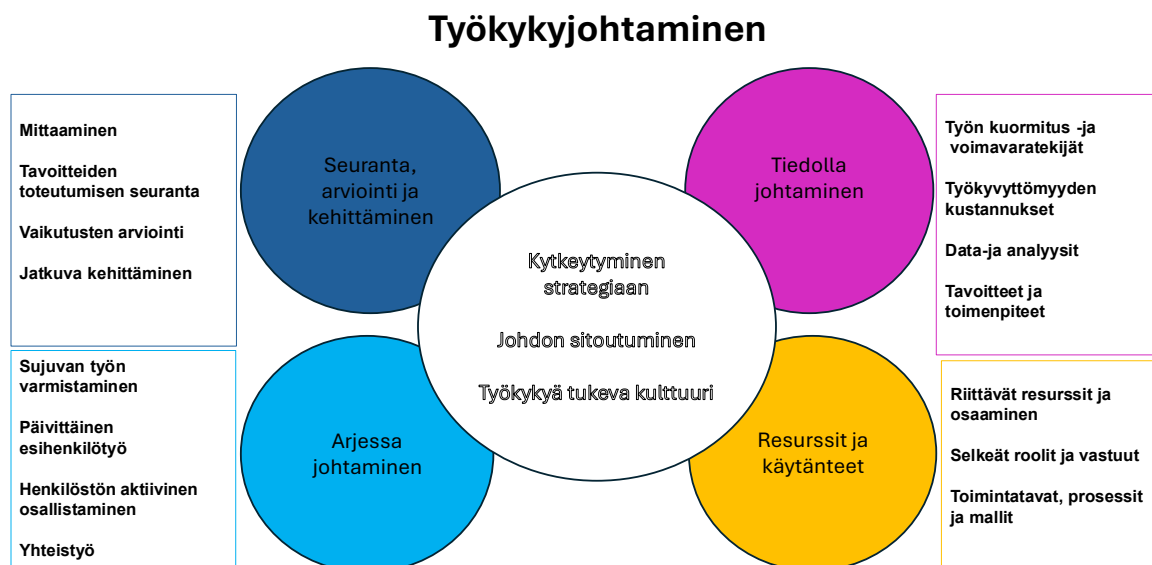 Työkykyjohtaminen
Mittaaminen
Tavoitteiden
toteutumisen seuranta
Vaikutusten arviointi
Jatkuva kehittäminen
Seuranta,
arviointi ja
kehittäminen
Tiedolla
johtaminen
Työn kuormitus -ja
voimavaratekijät
Työkyvyttömyyden
kustannukset
Data-ja analyysit
Tavoitteet ja
toimenpiteet
Kytkeytyminen
strategiaan
Johdon sitoutuminen
Työkykyä tukeva kulttuuri
Sujuvan työn
varmistaminen
Päivittäinen
esihenkilötyö
Henkilöstön aktiivinen
osallistaminen
Yhteistyö
Arjessa
johtaminen
Resurssit ja
käytänteet
Riittävät resurssit ja
osaaminen
Selkeät roolit ja vastuut
Toimintatavat, prosessit
ja mallit